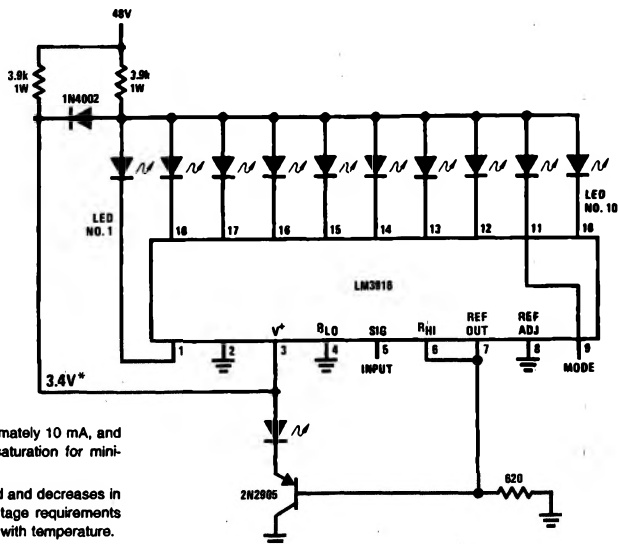 48V
3.9k
1W
3.9k
1W
1N4002
LED
NO. 1
LED
NO. 10
18 17 16 15 14 13 12 11 10
LM3916
V+ RLO SIG RHI REF OUT REF ADJ
1 2 3 4 5 6 7 8 9
INPUT
MODE
3.4V*
620
2N2905
mately 10 mA, and
saturation for mini-
d and decreases in
tage requirements
with temperature.